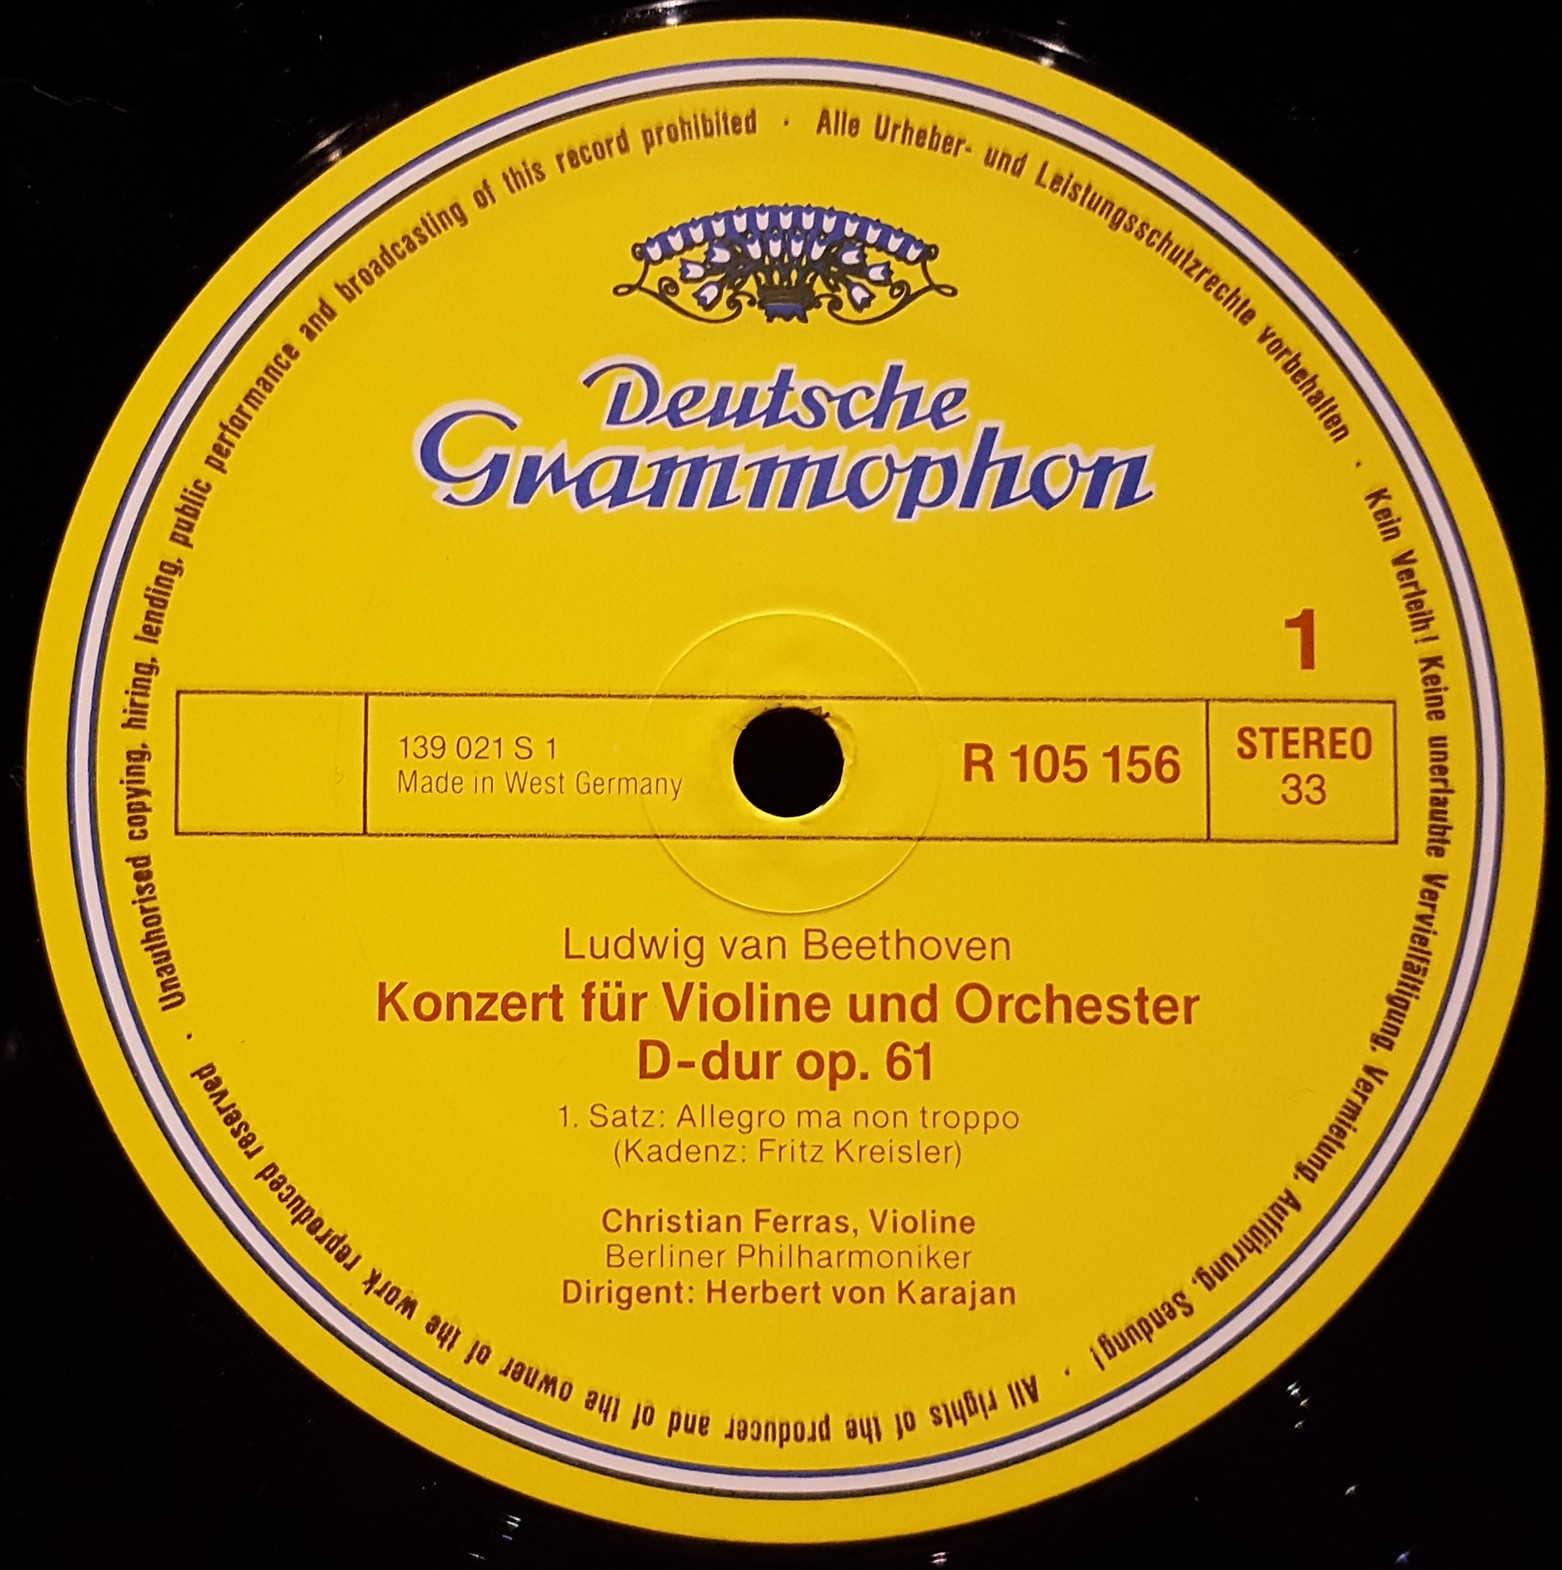 Deutsche
Grammophon
1
139 021 S 1
Made in West Germany
R 105 156
STEREO
33
Ludwig van Beethoven
Konzert für Violine und Orchester
D-dur op. 61
1. Satz: Allegro ma non troppo
(Kadenz: Fritz Kreisler)
Christian Ferras, Violine
Berliner Philharmoniker
Dirigent: Herbert von Karajan
Alle Urheber- und Leistungsschutzrechte vorbehalten · Kein Verleih! Keine unerlaubte Vervielfältigung, Vermietung, Aufführung, Sendung! · All rights of the producer and of the owner of the work reproduced reserved · Unauthorised copying, hiring, lending, public performance and broadcasting of this record prohibited ·